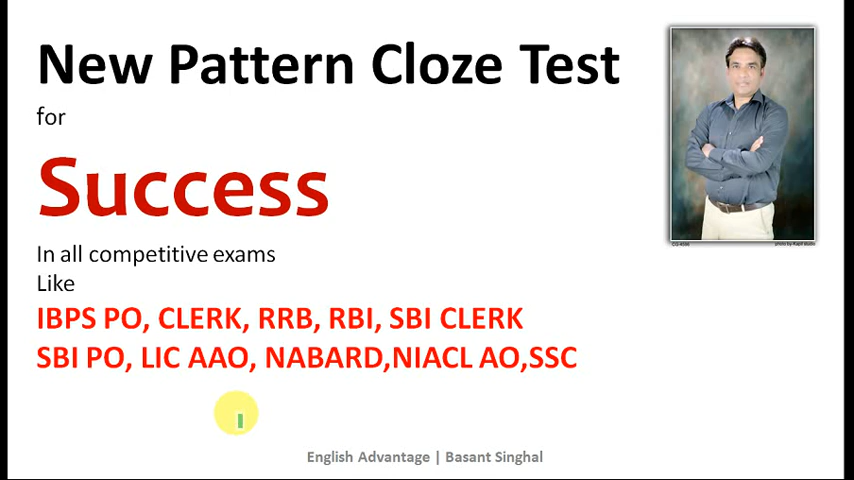 New Pattern Cloze Test
for
Success
In all competitive exams
Like
IBPS PO, CLERK, RRB, RBI, SBI CLERK
SBI PO, LIC AAO, NABARD,NIACL AO,SSC
English Advantage | Basant Singhal